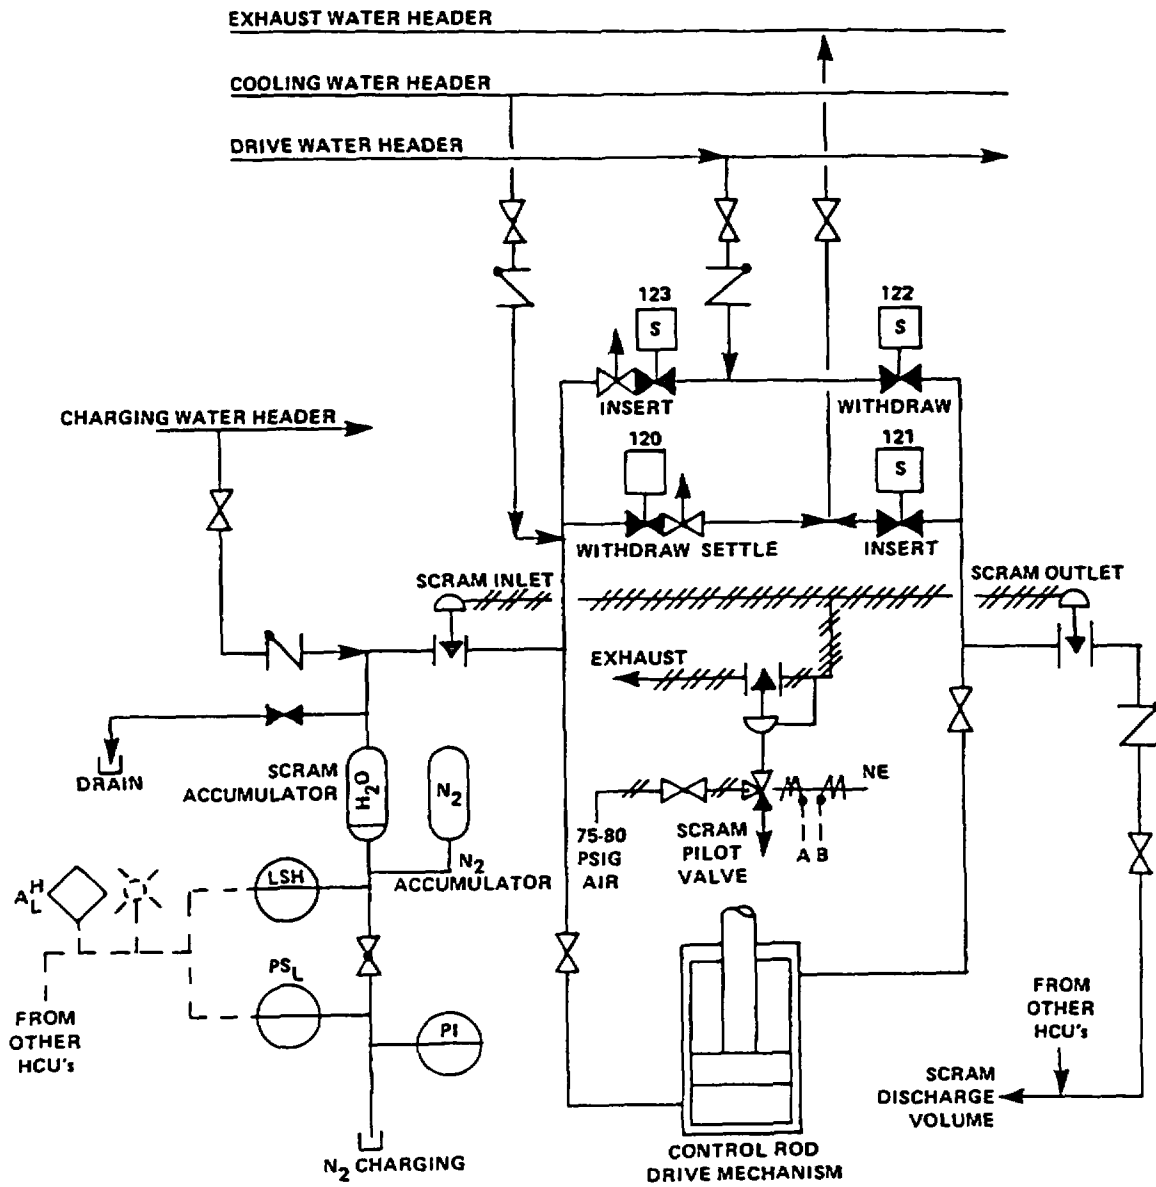 EXHAUST WATER HEADER
COOLING WATER HEADER
DRIVE WATER HEADER
123
S
INSERT
122
S
WITHDRAW
CHARGING WATER HEADER
120
121
S
WITHDRAW SETTLE
INSERT
SCRAM INLET
SCRAM OUTLET
EXHAUST
DRAIN
SCRAM
ACCUMULATOR
H2O
N2
N2
ACCUMULATOR
75-80
PSIG
AIR
SCRAM
PILOT
VALVE
NE
A B
A H L
LSH
PSL
PI
FROM
OTHER
HCU's
N2 CHARGING
CONTROL ROD
DRIVE MECHANISM
FROM
OTHER
HCU's
SCRAM
DISCHARGE
VOLUME